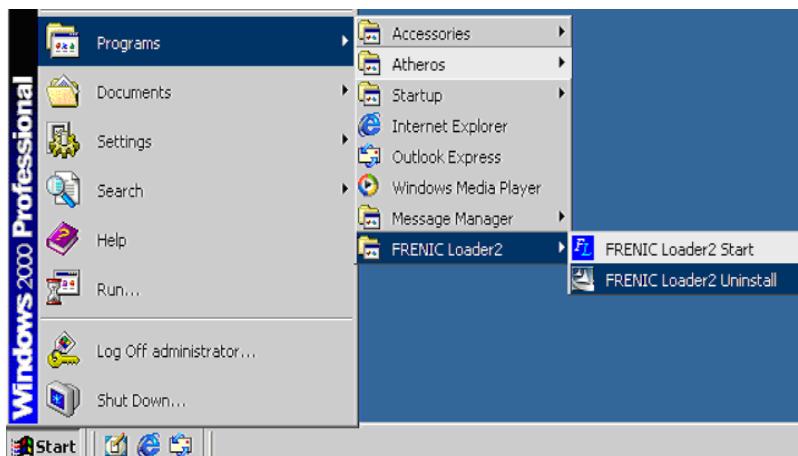 Windows 2000 Professional
Programs
Documents
Settings
Search
Help
Run...
Log Off administrator...
Shut Down...
Accessories
Atheros
Startup
Internet Explorer
Outlook Express
Windows Media Player
Message Manager
FRENIC Loader2
FL FRENIC Loader2 Start
FRENIC Loader2 Uninstall
Start